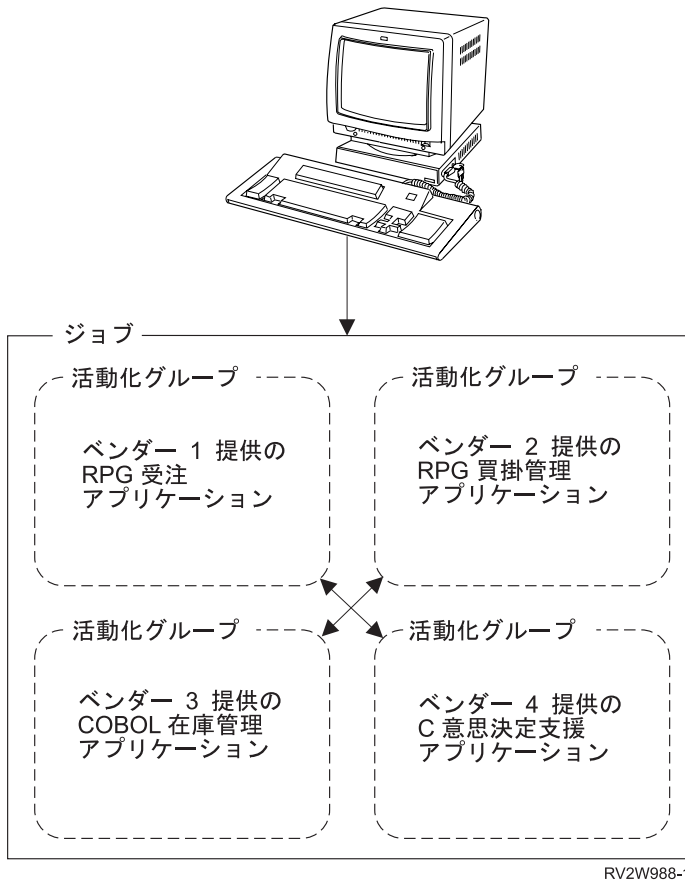 ジョブ
活動化グループ
ベンダー 1 提供の
RPG 受注
アプリケーション
活動化グループ
ベンダー 2 提供の
RPG 買掛管理
アプリケーション
活動化グループ
ベンダー 3 提供の
COBOL 在庫管理
アプリケーション
活動化グループ
ベンダー 4 提供の
C 意思決定支援
アプリケーション
RV2W988-1